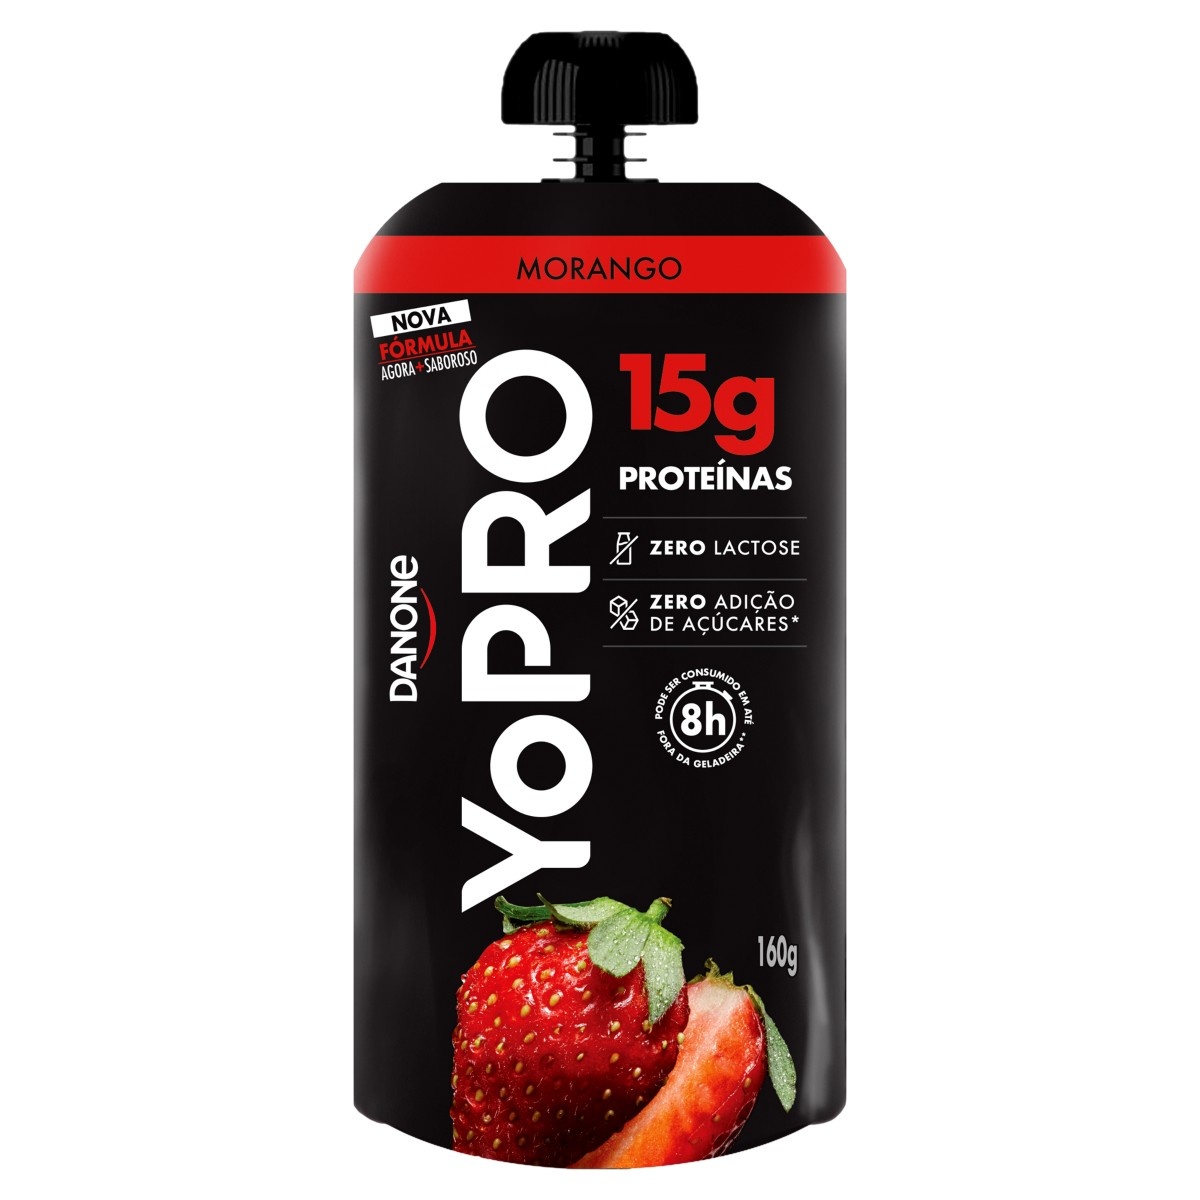 MORANGO
NOVA
FÓRMULA
AGORA+SABOROSO
YoPRO
DANONE
15g
PROTEÍNAS
ZERO LACTOSE
ZERO ADIÇÃO
DE AÇÚCARES*
PODE SER CONSUMIDO EM ATÉ
8h
FORA DA GELADEIRA**
160g